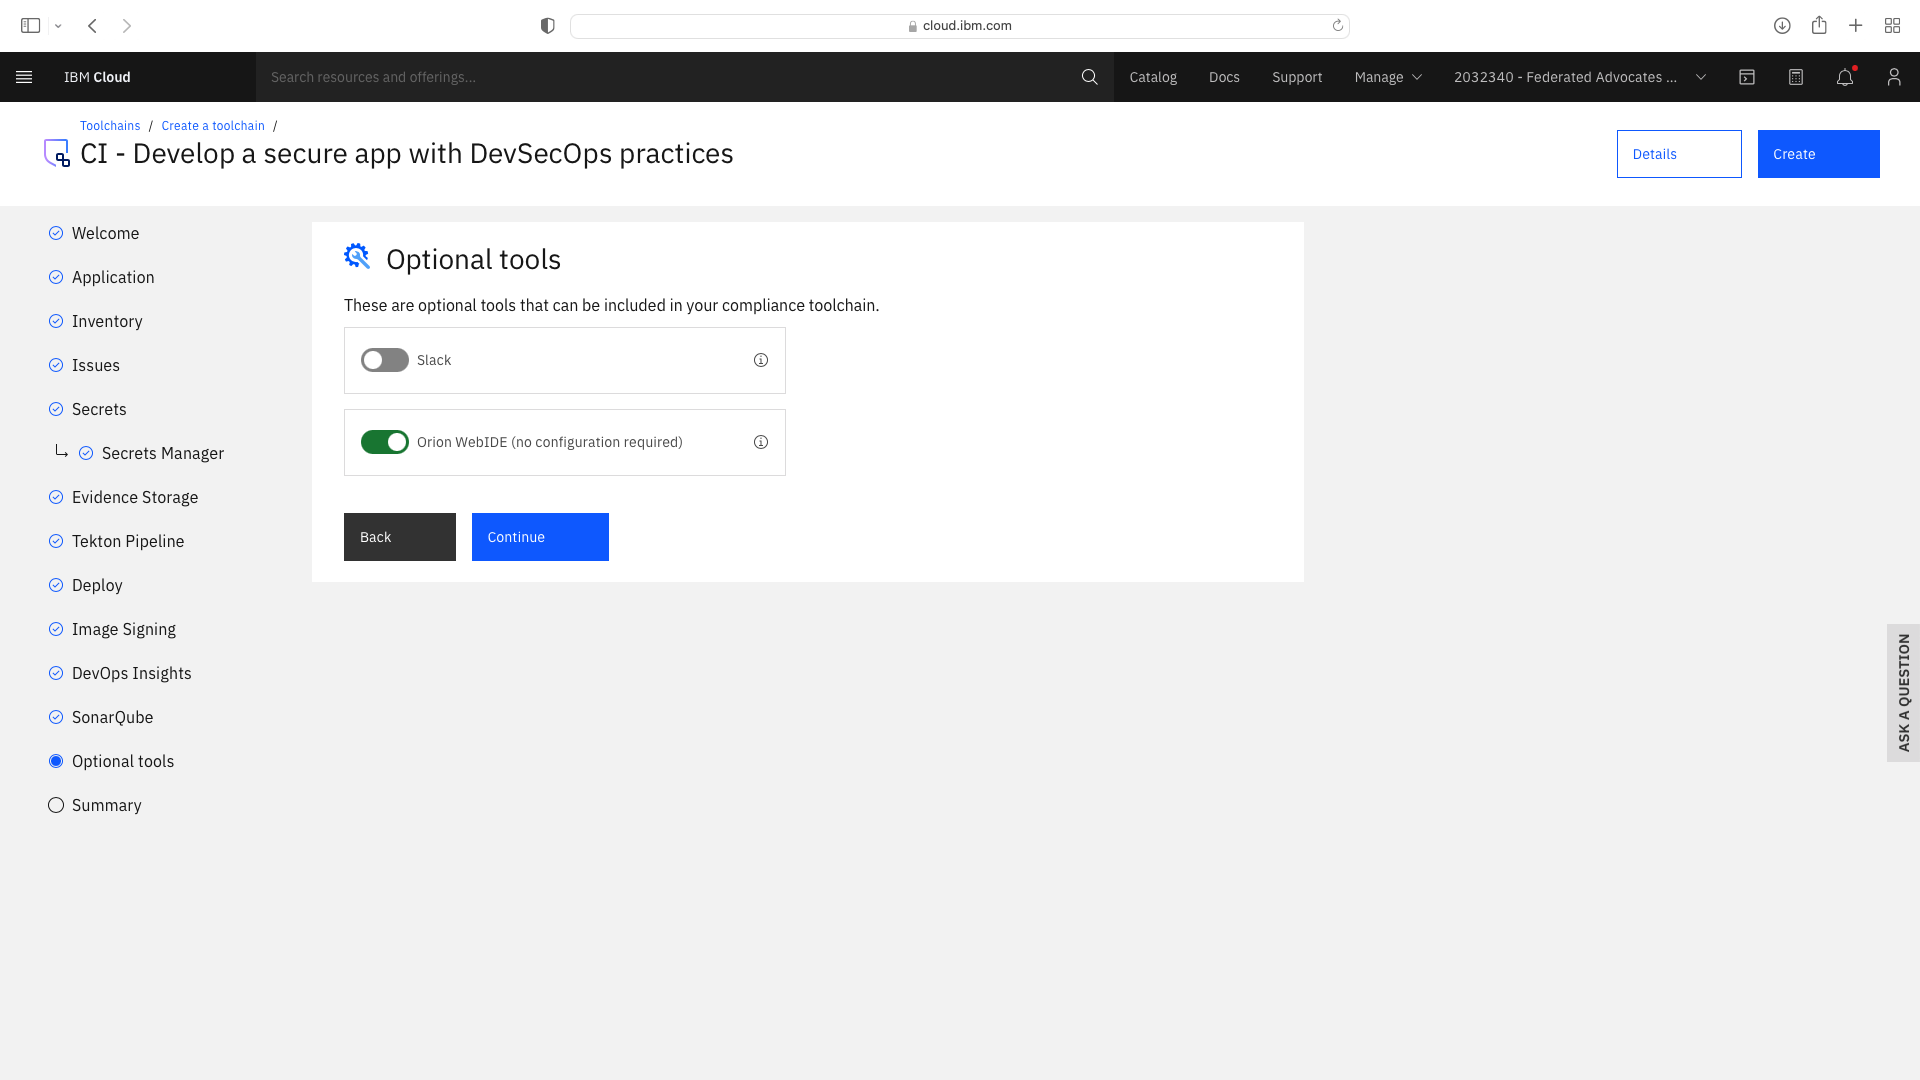 cloud.ibm.com
IBM Cloud
Search resources and offerings...
Catalog
Docs
Support
Manage
2032340 - Federated Advocates ...
Toolchains / Create a toolchain /
CI - Develop a secure app with DevSecOps practices
Details
Create
Welcome
Application
Inventory
Issues
Secrets
Secrets Manager
Evidence Storage
Tekton Pipeline
Deploy
Image Signing
DevOps Insights
SonarQube
Optional tools
Summary
Optional tools
These are optional tools that can be included in your compliance toolchain.
Slack
Orion WebIDE (no configuration required)
Back
Continue
ASK A QUESTION